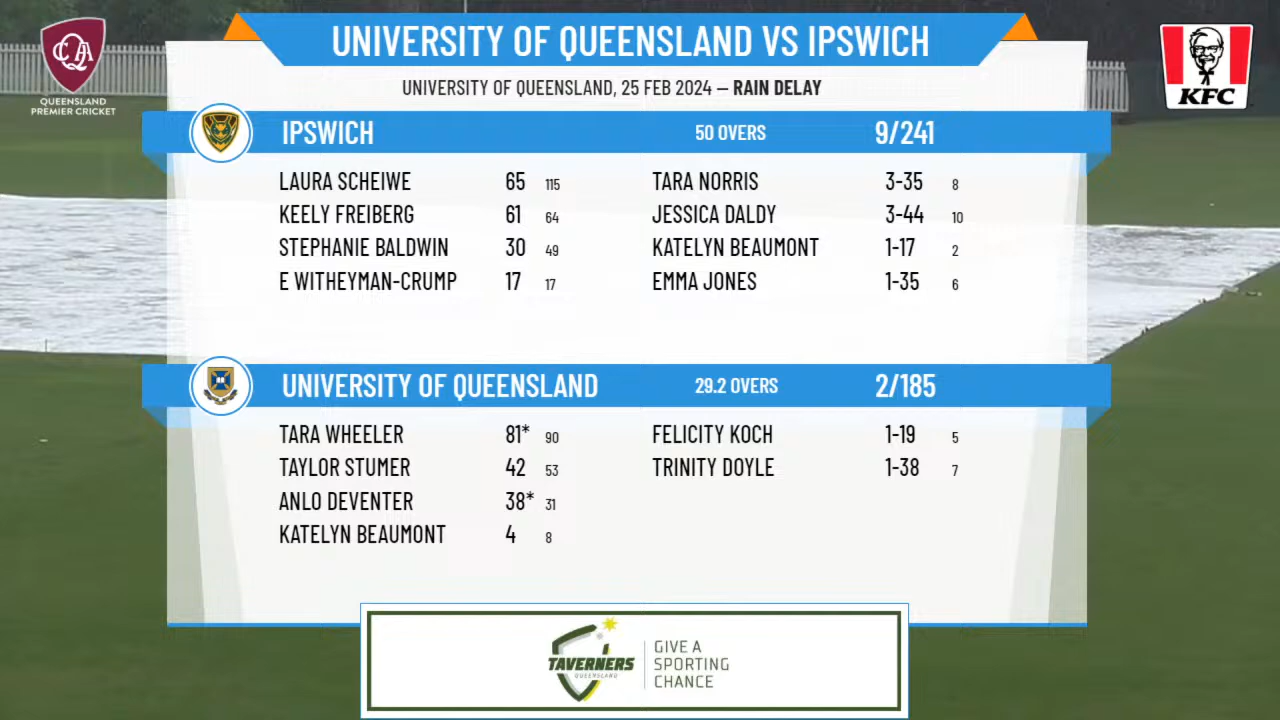 UNIVERSITY OF QUEENSLAND VS IPSWICH
QUEENSLAND
PREMIER CRICKET
KFC
UNIVERSITY OF QUEENSLAND, 25 FEB 2024 – RAIN DELAY
IPSWICH 50 OVERS 9/241
LAURA SCHEIWE 65 115 TARA NORRIS 3-35 8
KEELY FREIBERG 61 64 JESSICA DALDY 3-44 10
STEPHANIE BALDWIN 30 49 KATELYN BEAUMONT 1-17 2
E WITHEYMAN-CRUMP 17 17 EMMA JONES 1-35 6
UNIVERSITY OF QUEENSLAND 29.2 OVERS 2/185
TARA WHEELER 81* 90 FELICITY KOCH 1-19 5
TAYLOR STUMER 42 53 TRINITY DOYLE 1-38 7
ANLO DEVENTER 38* 31
KATELYN BEAUMONT 4 8
TAVERNERS
QUEENSLAND
GIVE A
SPORTING
CHANCE